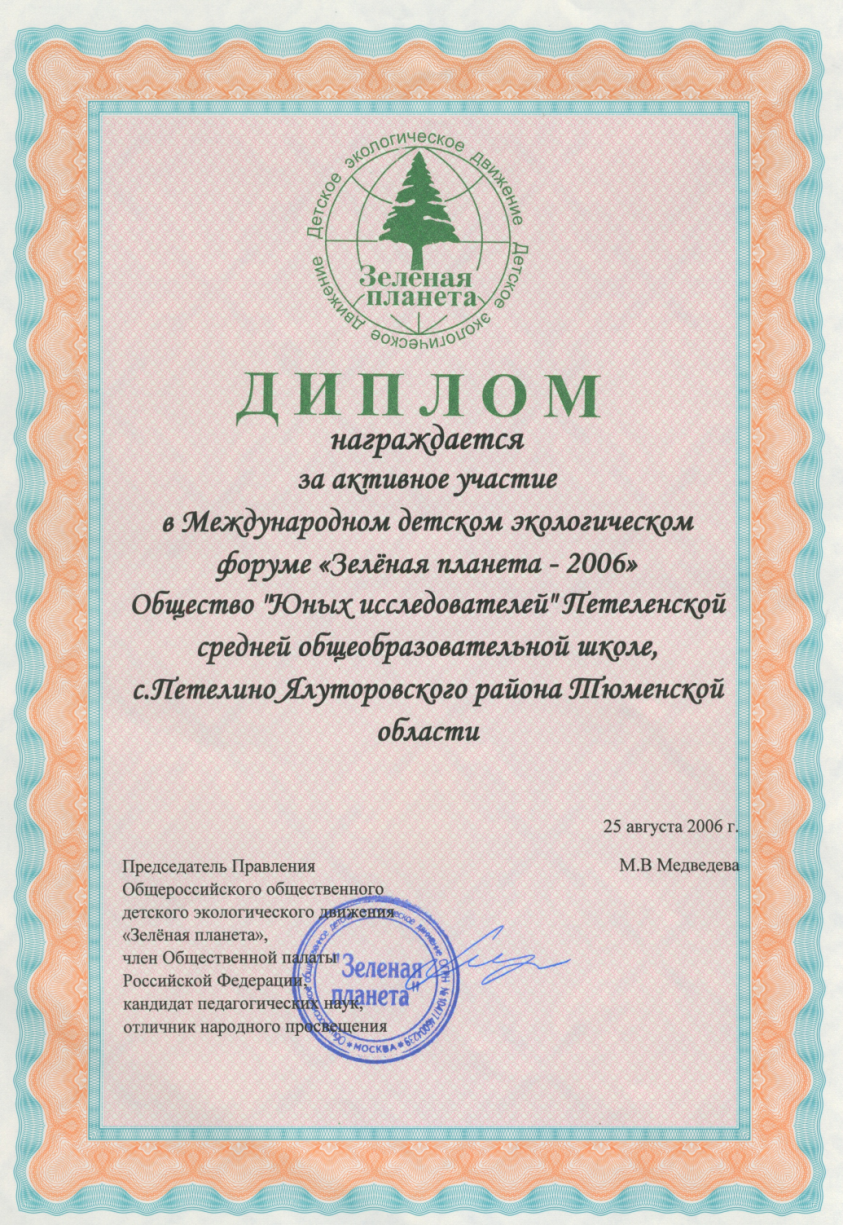 Детское экологическое движение Детское экологическое движение
Зелёная
планета
ДИПЛОМ
награждается
за активное участие
в Международном детском экологическом
форуме «Зелёная планета - 2006»
Общество "Юных исследователей" Петеленской
средней общеобразовательной школе,
с.Петелино Ялуторовского района Тюменской
области
25 августа 2006 г.
Председатель Правления
М.В Медведева
Общероссийского общественного
детского экологического движения
«Зелёная планета»,
член Общественной палаты
Российской Федерации,
кандидат педагогических наук,
отличник народного просвещения
"Зеленая
планета"
МОСКВА